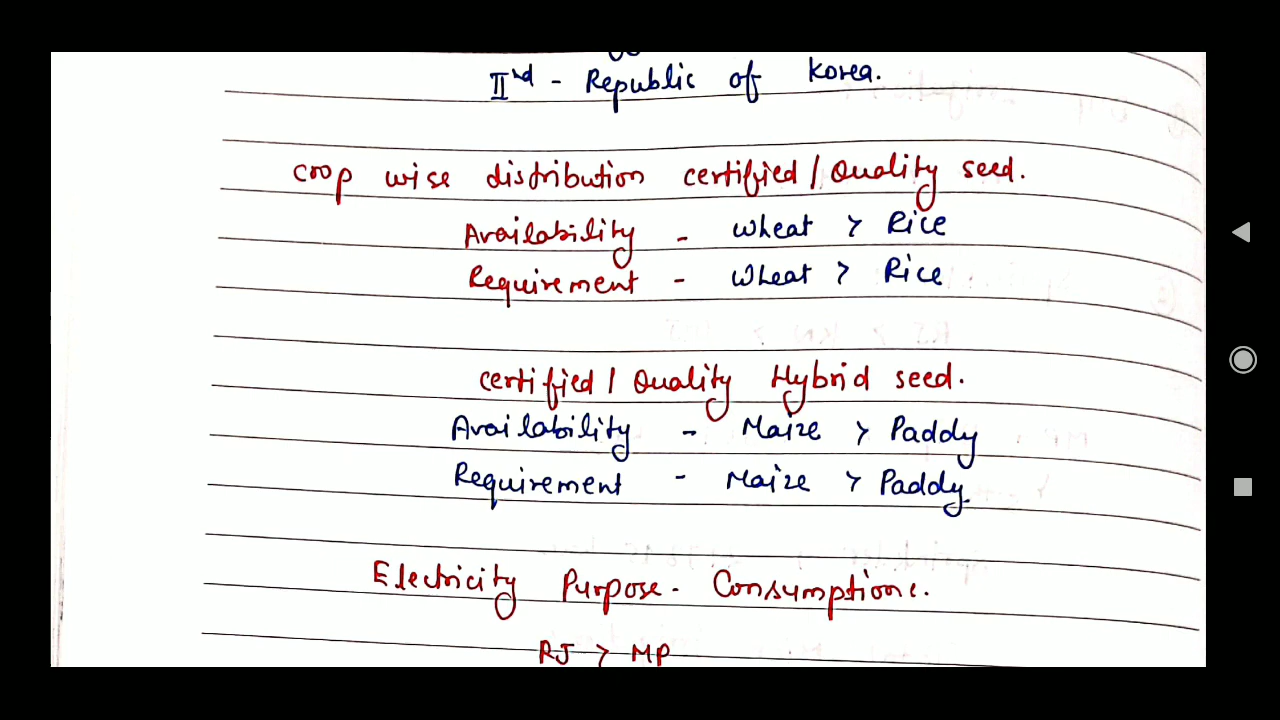 IInd - Republic of Korea.
Crop wise distribution certified / Quality seed.
Availability - Wheat > Rice
Requirement - Wheat > Rice
Certified / Quality Hybrid seed.
Availability - Maize > Paddy
Requirement - Maize > Paddy
Electricity Purpose - Consumptions.
RJ > MP